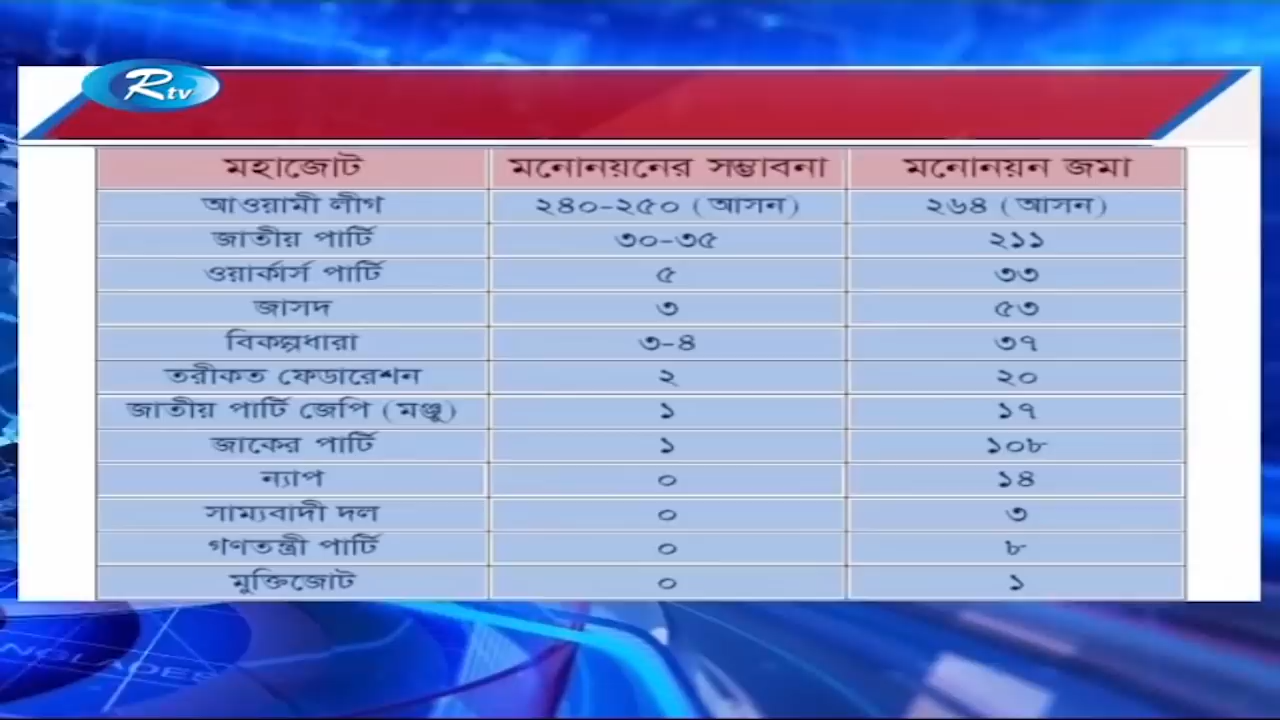 Rtv
মহাজোট মনোনয়নের সম্ভাবনা মনোনয়ন জমা
আওয়ামী লীগ ২৪০-২৫০ (আসন) ২৬৪ (আসন)
জাতীয় পার্টি ৩০-৩৫ ২১১
ওয়ার্কার্স পার্টি ৫ ৩৩
জাসদ ৩ ৫৩
বিকল্পধারা ৩-৪ ৩৭
তরীকত ফেডারেশন ২ ২০
জাতীয় পার্টি জেপি (মঞ্জু) ১ ১৭
জাকের পার্টি ১ ১০৮
ন্যাপ ০ ১৪
সাম্যবাদী দল ০ ৩
গণতন্ত্রী পার্টি ০ ৮
মুক্তিজোট ০ ১